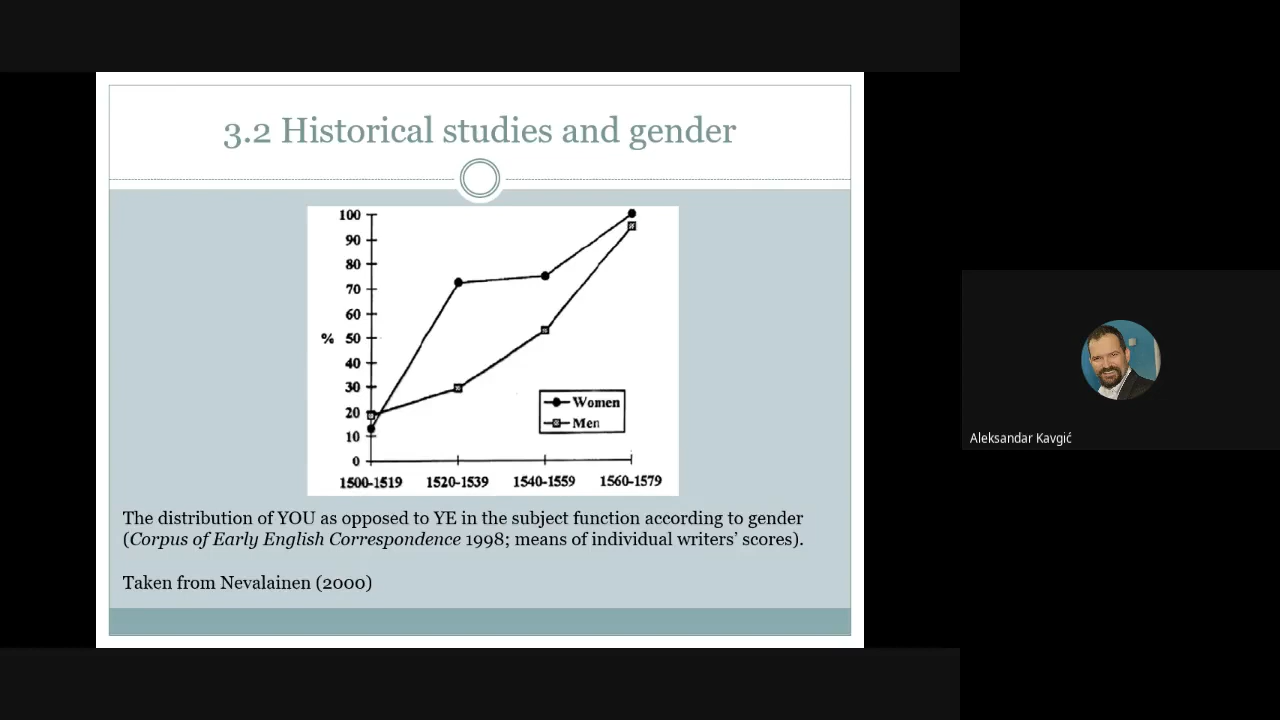 3.2 Historical studies and gender
100
90
80
70
60
% 50
40
30
20
10
0
Women
Men
1500-1519 1520-1539 1540-1559 1560-1579
The distribution of YOU as opposed to YE in the subject function according to gender
(Corpus of Early English Correspondence 1998; means of individual writers' scores).
Taken from Nevalainen (2000)
Aleksandar Kavgić